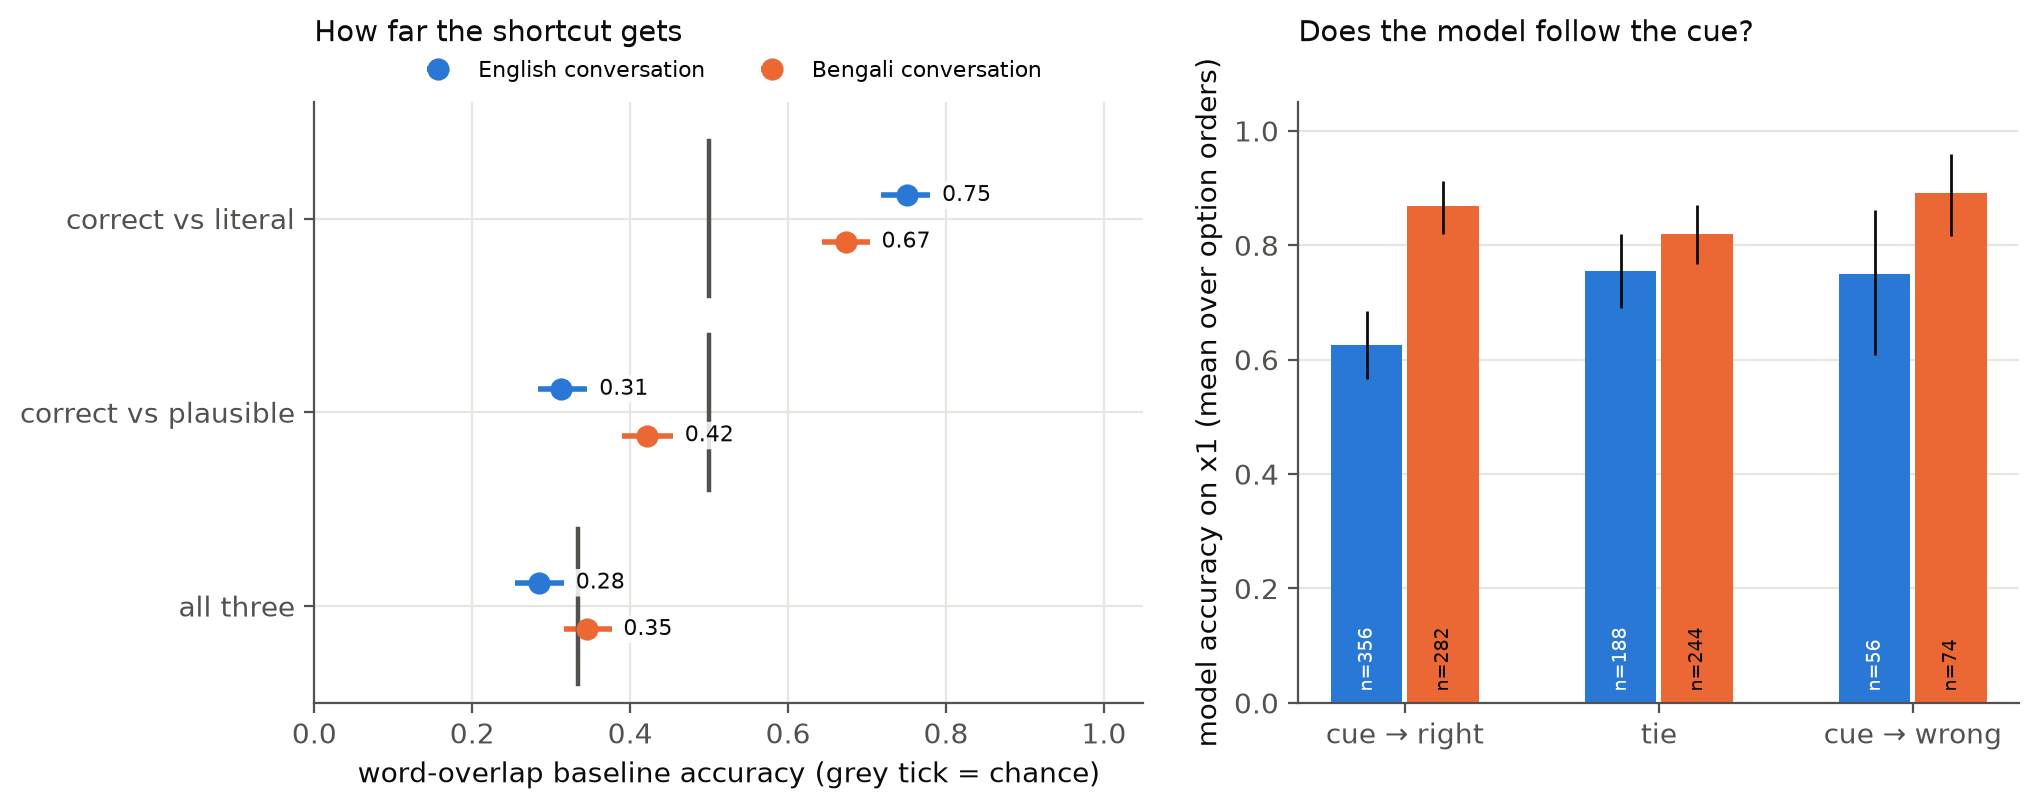 How far the shortcut gets
English conversation
Bengali conversation
correct vs literal
correct vs plausible
all three
0.75
0.67
0.31
0.42
0.28
0.35
0.0
0.2
0.4
0.6
0.8
1.0
word-overlap baseline accuracy (grey tick = chance)
Does the model follow the cue?
model accuracy on x1 (mean over option orders)
1.0
0.8
0.6
0.4
0.2
0.0
n=356
n=282
n=188
n=244
n=56
n=74
cue → right
tie
cue → wrong